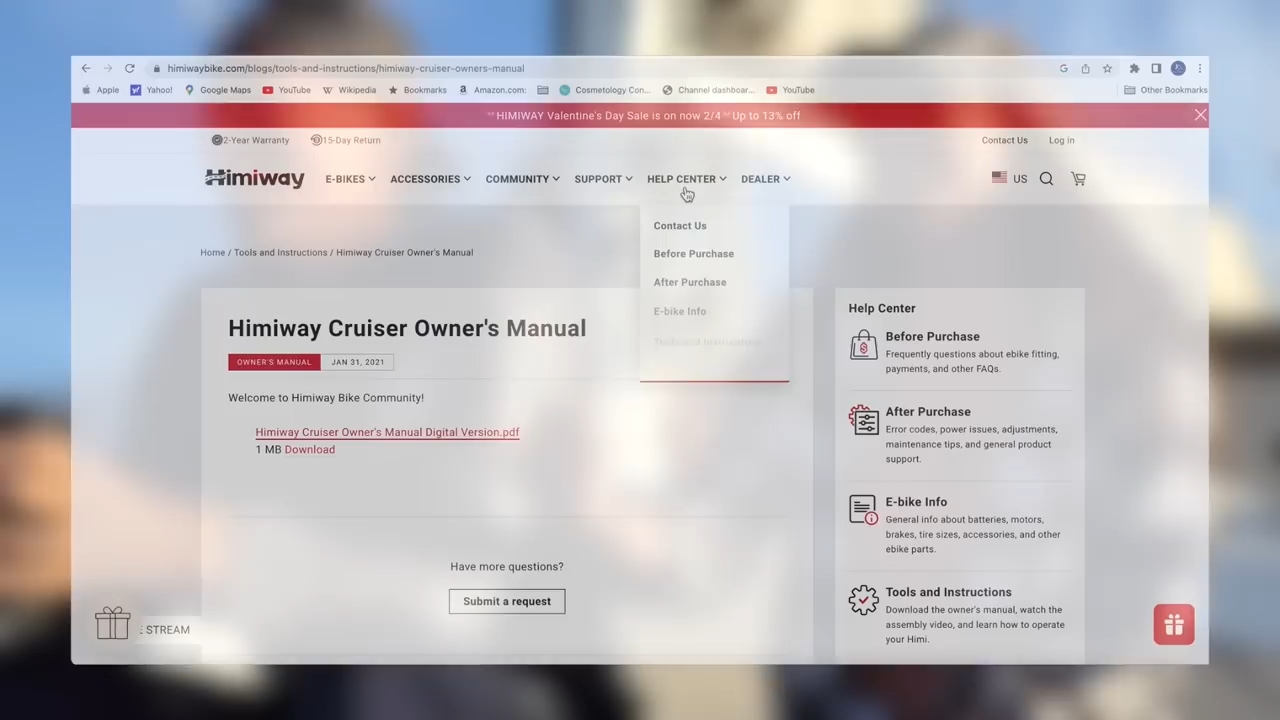 himiwaybike.com/blogs/tools-and-instructions/himiway-cruiser-owners-manual
Apple Yahoo! Google Maps YouTube Wikipedia Bookmarks Amazon.com: Cosmetology Con... Channel dashboar... YouTube Other Bookmarks
HIMIWAY Valentine's Day Sale is on now 2/4 Up to 13% off
2-Year Warranty 15-Day Return Contact Us Log in
Himiway E-BIKES ACCESSORIES COMMUNITY SUPPORT HELP CENTER DEALER US
Contact Us
Before Purchase
After Purchase
E-bike Info
Tools and Instructions
Home / Tools and Instructions / Himiway Cruiser Owner's Manual
Himiway Cruiser Owner's Manual
OWNER'S MANUAL JAN 31, 2021
Welcome to Himiway Bike Community!
Himiway Cruiser Owner's Manual Digital Version.pdf
1 MB Download
Have more questions?
Submit a request
E STREAM
Help Center
Before Purchase
Frequently questions about ebike fitting,
payments, and other FAQs.
After Purchase
Error codes, power issues, adjustments,
maintenance tips, and general product
support.
E-bike Info
General info about batteries, motors,
brakes, tire sizes, accessories, and other
ebike parts.
Tools and Instructions
Download the owner's manual, watch the
assembly video, and learn how to operate
your Himi.